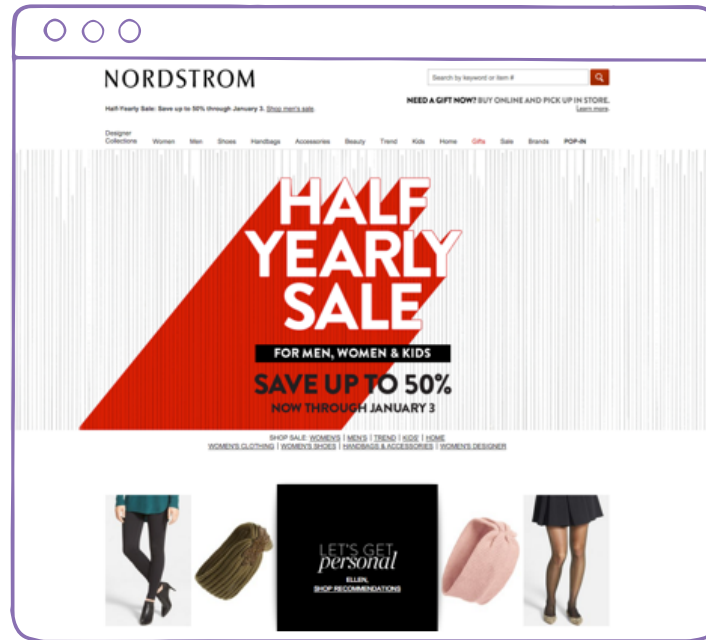 NORDSTROM
Search by keyword or item #
Half-Yearly Sale: Save up to 50% through January 3. Shop men's sale.
NEED A GIFT NOW? BUY ONLINE AND PICK UP IN STORE.
Learn more.
Designer
Collections Women Men Shoes Handbags Accessories Beauty Trend Kids Home Gifts Sale Brands POP-IN
HALF
YEARLY
SALE
FOR MEN, WOMEN & KIDS
SAVE UP TO 50%
NOW THROUGH JANUARY 3
SHOP SALE: WOMEN'S | MEN'S | TREND | KIDS' | HOME
WOMEN'S CLOTHING | WOMEN'S SHOES | HANDBAGS & ACCESSORIES | WOMEN'S DESIGNER
LET'S GET
personal
ELLEN,
SHOP RECOMMENDATIONS